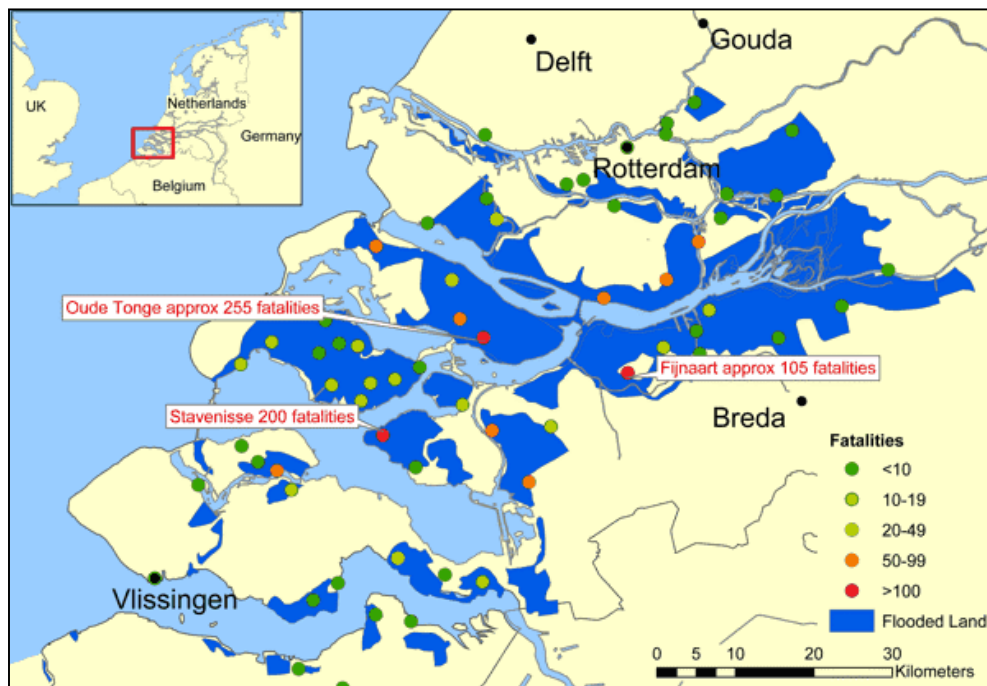 UK
Netherlands
Germany
Belgium
Delft
Gouda
Rotterdam
Oude Tonge approx 255 fatalities
Fijnaart approx 105 fatalities
Stavenisse 200 fatalities
Breda
Vlissingen
Fatalities
<10
10-19
20-49
50-99
>100
Flooded Land
0 5 10 20 30
Kilometers